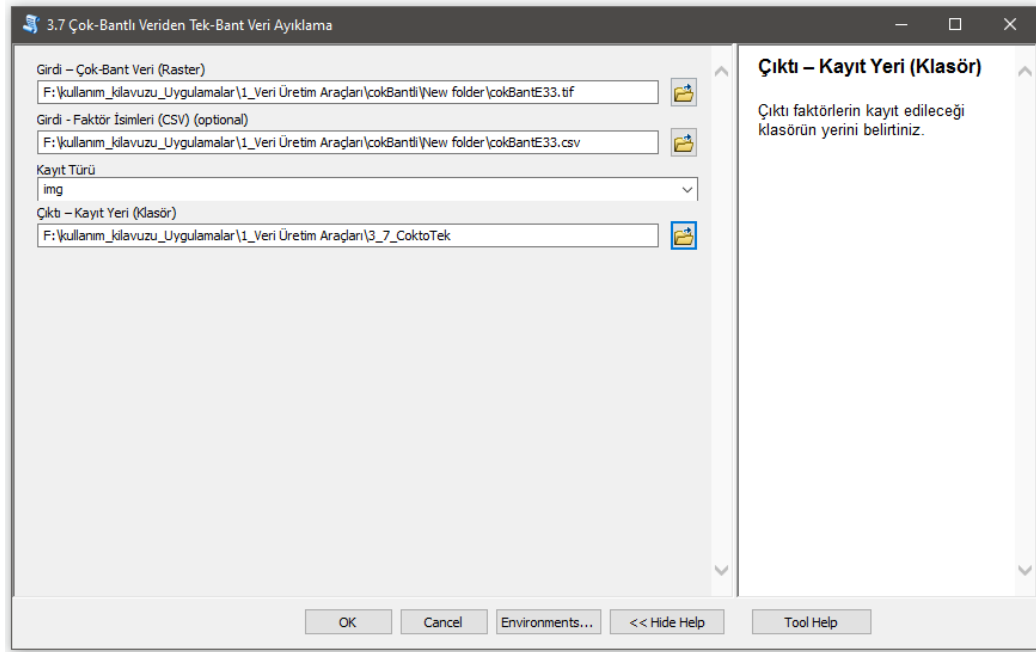 3.7 Çok-Bantlı Veriden Tek-Bant Veri Ayıklama
Girdi – Çok-Bant Veri (Raster)
F:\kullanım_kilavuzu_Uygulamalar\1_Veri Üretim Araçları\cokBantli\New folder\cokBantE33.tif
Girdi - Faktör İsimleri (CSV) (optional)
F:\kullanım_kilavuzu_Uygulamalar\1_Veri Üretim Araçları\cokBantli\New folder\cokBantE33.csv
Kayıt Türü
img
Çıktı – Kayıt Yeri (Klasör)
F:\kullanım_kilavuzu_Uygulamalar\1_Veri Üretim Araçları\3_7_CoktoTek
Çıktı – Kayıt Yeri (Klasör)
Çıktı faktörlerin kayıt edileceği
klasörün yerini belirtiniz.
OK
Cancel
Environments...
<< Hide Help
Tool Help